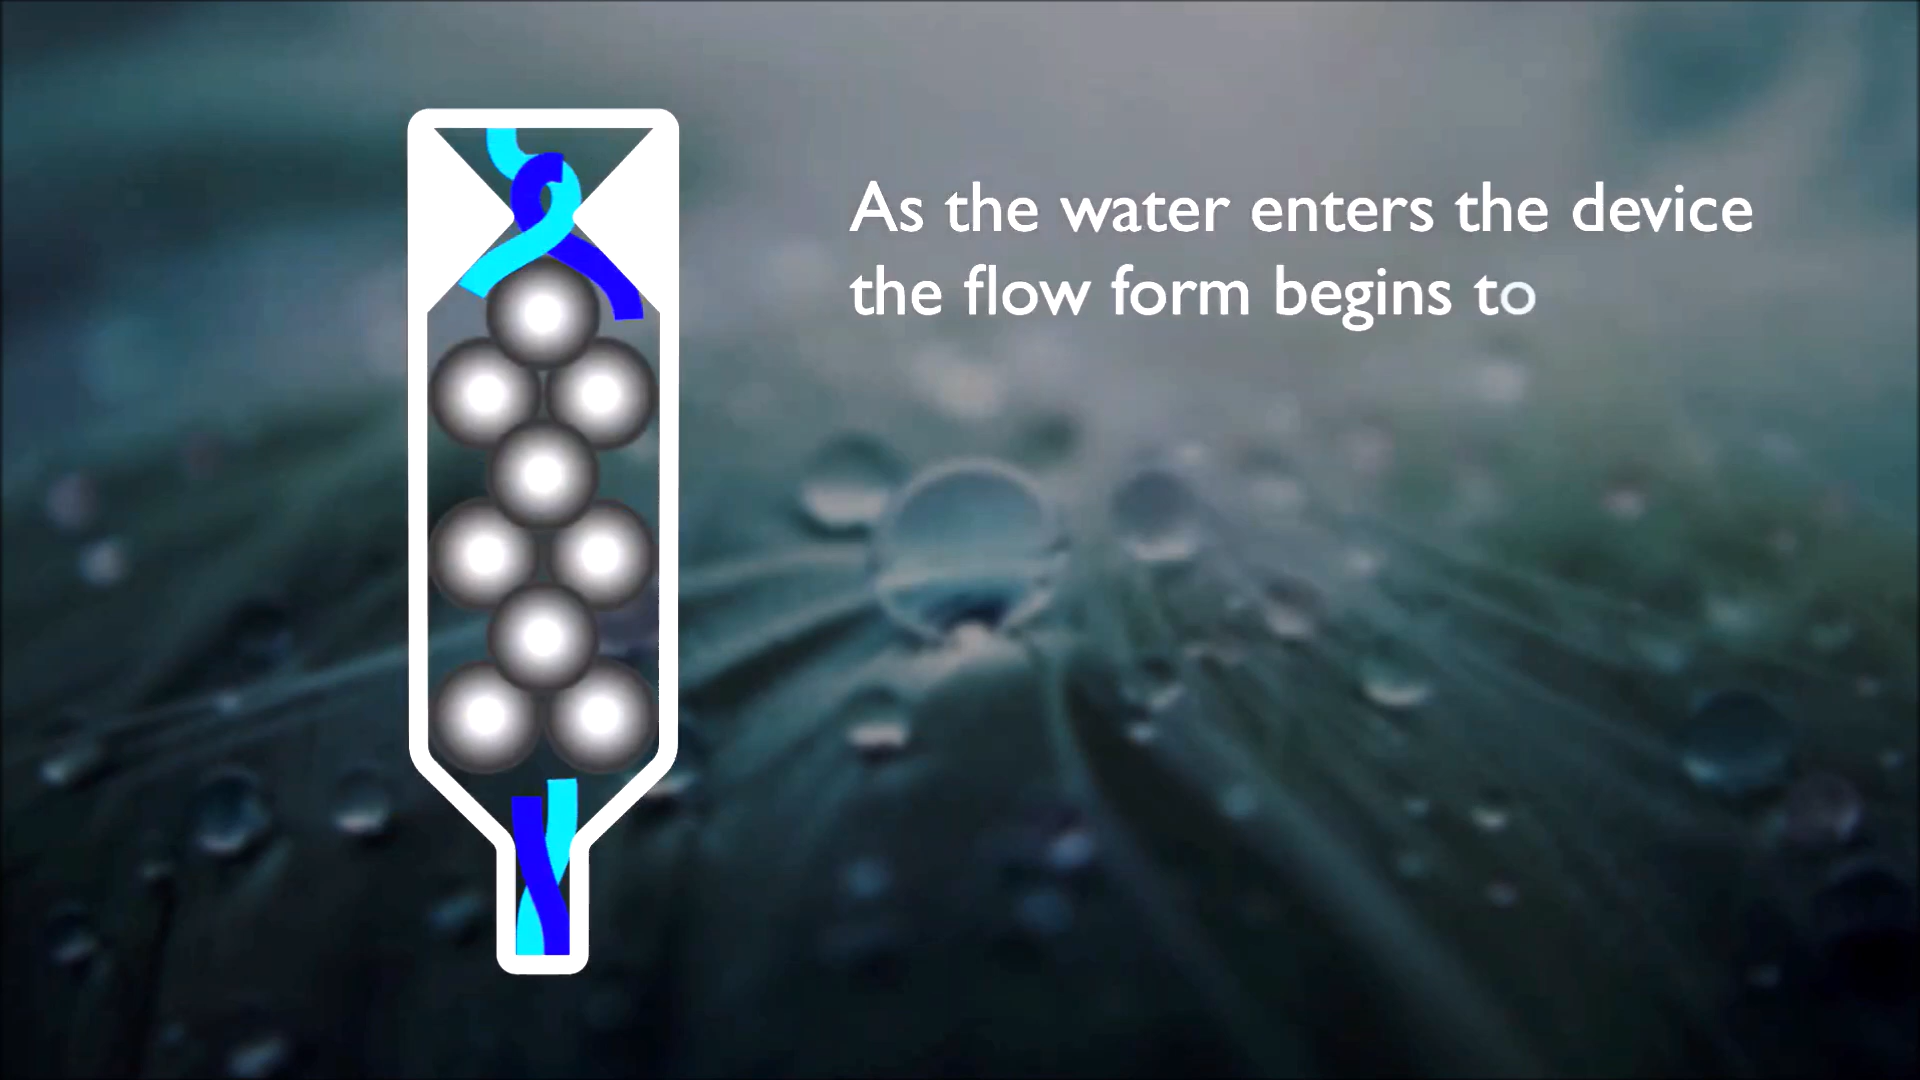 As the water enters the device
the flow form begins to